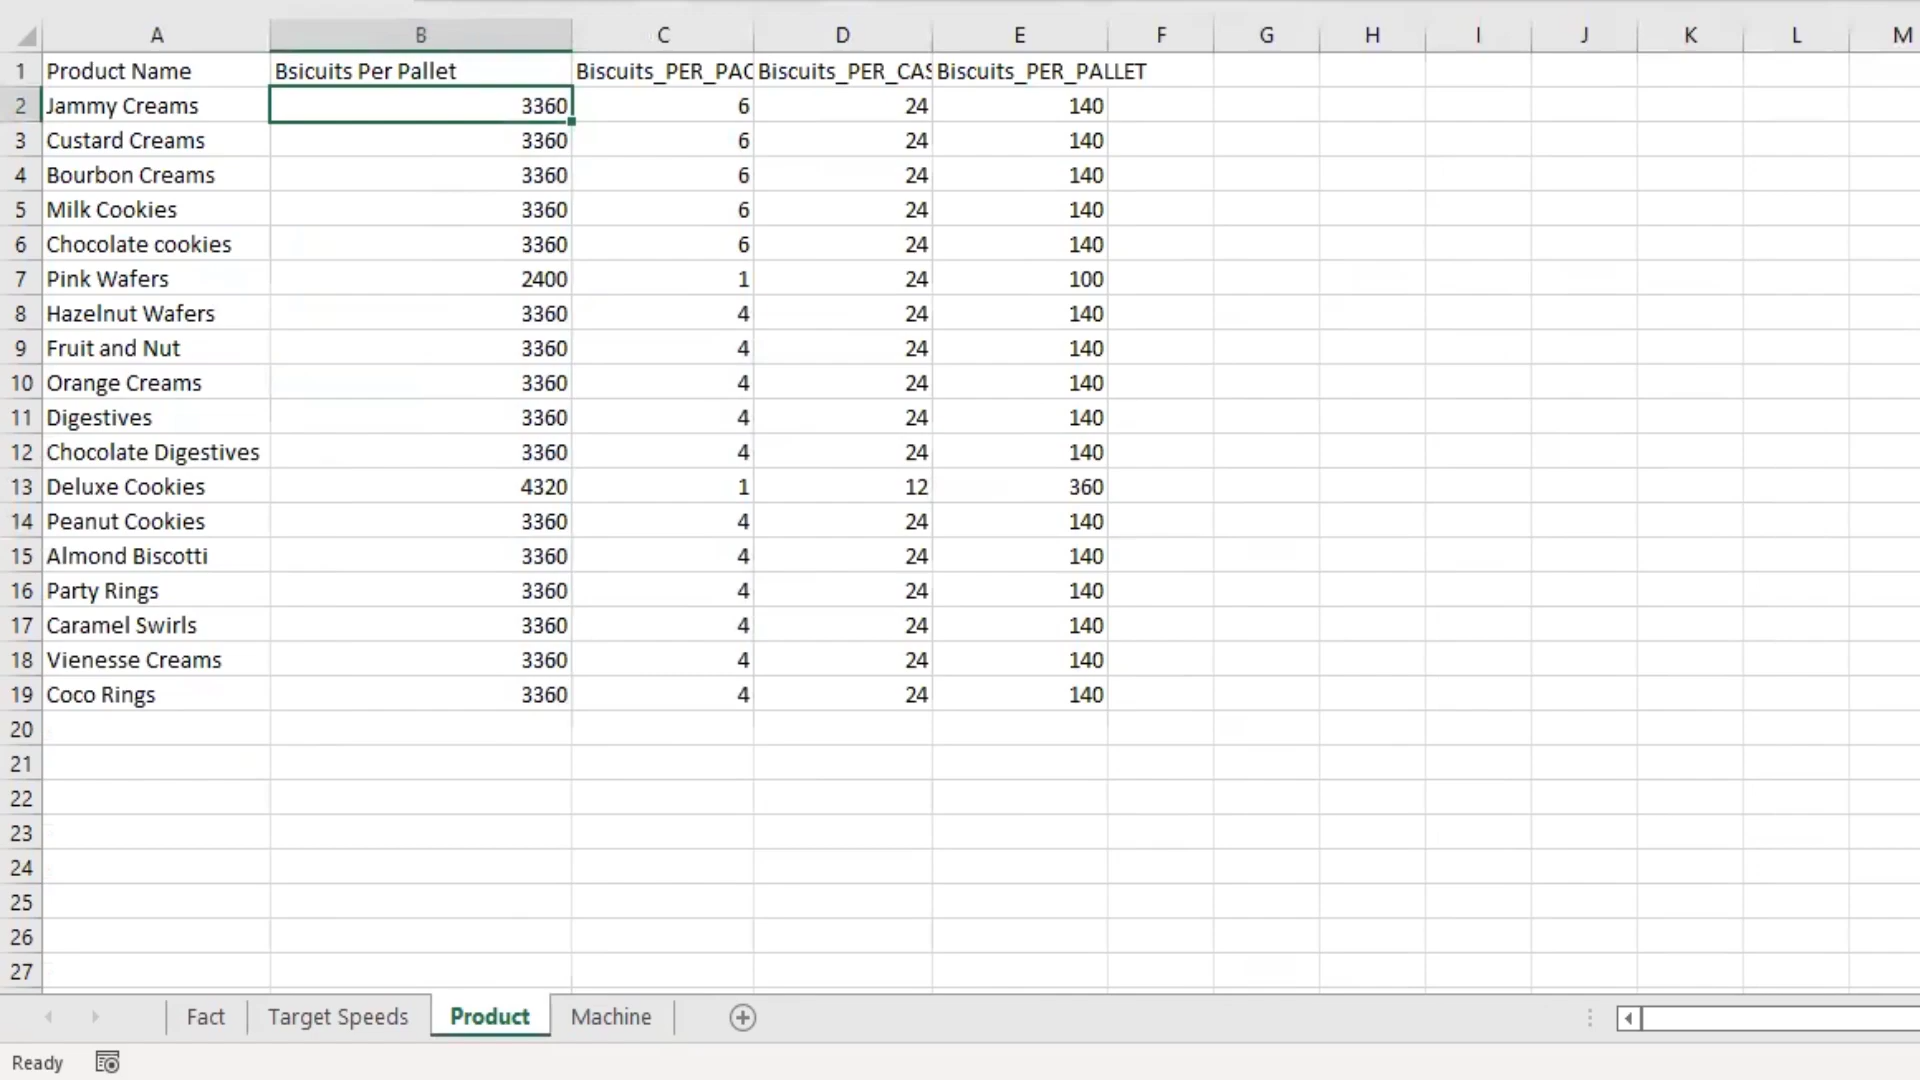 A B C D E F G H I J K L M
1 Product Name Bsicuits Per Pallet Biscuits_PER_PAC Biscuits_PER_CAS Biscuits_PER_PALLET
2 Jammy Creams 3360 6 24 140
3 Custard Creams 3360 6 24 140
4 Bourbon Creams 3360 6 24 140
5 Milk Cookies 3360 6 24 140
6 Chocolate cookies 3360 6 24 140
7 Pink Wafers 2400 1 24 100
8 Hazelnut Wafers 3360 4 24 140
9 Fruit and Nut 3360 4 24 140
10 Orange Creams 3360 4 24 140
11 Digestives 3360 4 24 140
12 Chocolate Digestives 3360 4 24 140
13 Deluxe Cookies 4320 1 12 360
14 Peanut Cookies 3360 4 24 140
15 Almond Biscotti 3360 4 24 140
16 Party Rings 3360 4 24 140
17 Caramel Swirls 3360 4 24 140
18 Vienesse Creams 3360 4 24 140
19 Coco Rings 3360 4 24 140
20
21
22
23
24
25
26
27
Fact Target Speeds Product Machine
Ready